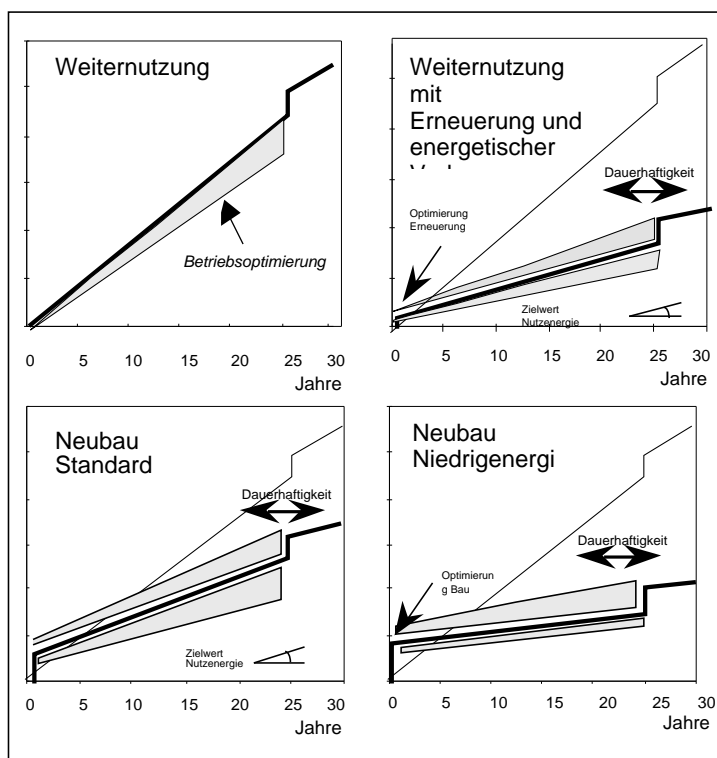 Weiternutzung
Betriebsoptimierung
0 5 10 15 20 25 30
Jahre
Weiternutzung
mit
Erneuerung und
energetischer
Dauerhaftigkeit
Optimierung
Erneuerung
Zielwert
Nutzenergie
0 5 10 15 20 25 30
Jahre
Neubau
Standard
Dauerhaftigkeit
Zielwert
Nutzenergie
0 5 10 15 20 25 30
Jahre
Neubau
Niedrigenergi
Dauerhaftigkeit
Optimierun
g Bau
0 5 10 15 20 25 30
Jahre